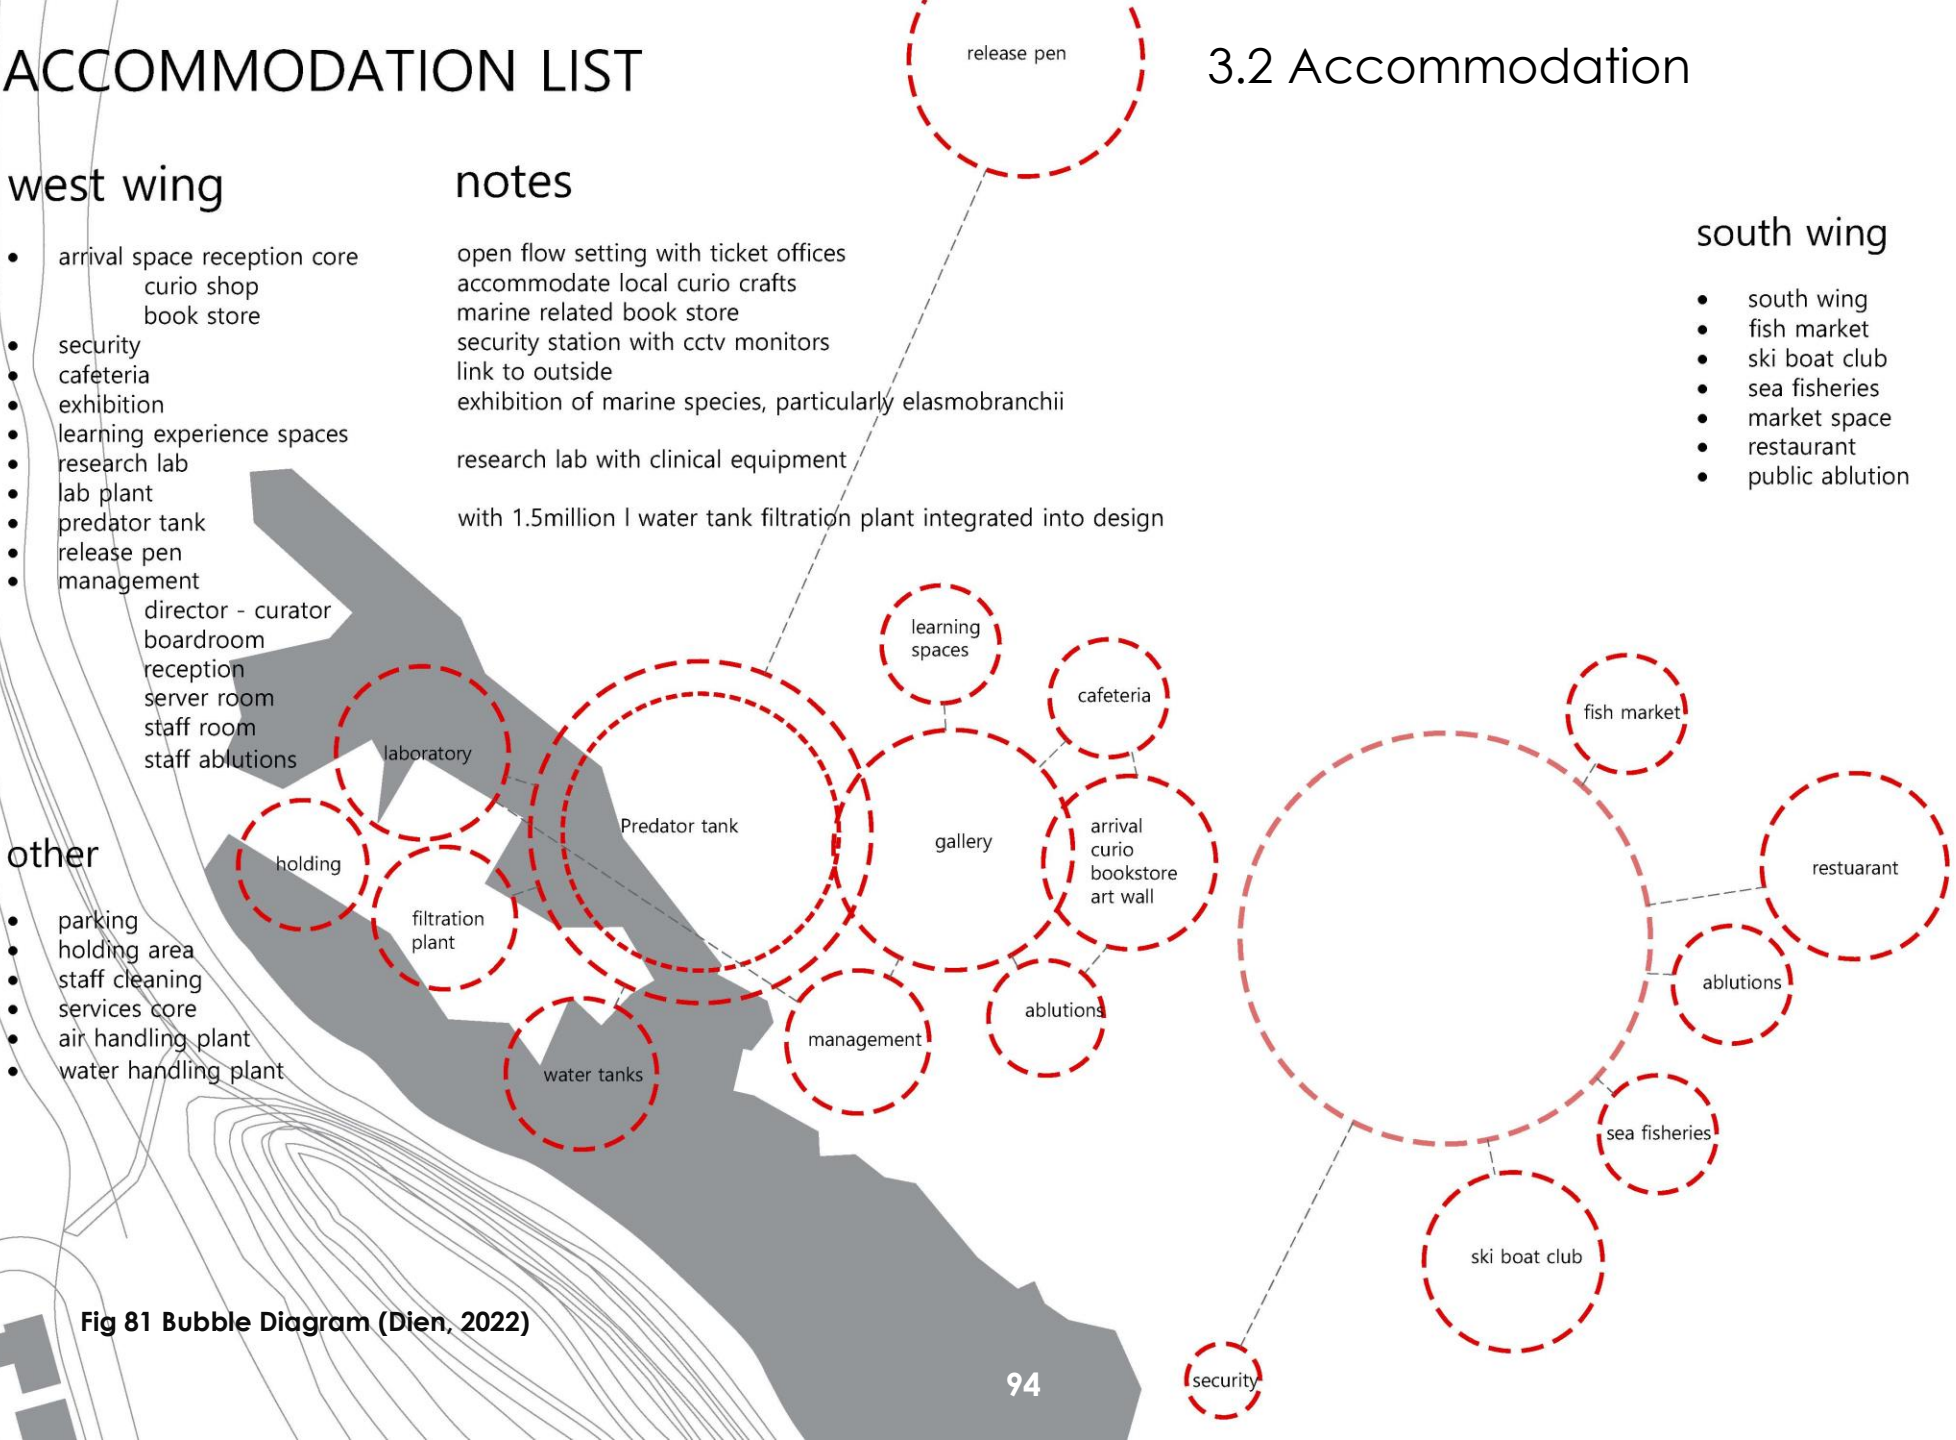 ACCOMMODATION LIST
3.2 Accommodation
west wing
• arrival space reception core
curio shop
book store
• security
• cafeteria
• exhibition
• learning experience spaces
• research lab
• lab plant
• predator tank
• release pen
• management
director - curator
boardroom
reception
server room
staff room
staff ablutions
other
• parking
• holding area
• staff cleaning
• services core
• air handling plant
• water handling plant
notes
open flow setting with ticket offices
accommodate local curio crafts
marine related book store
security station with cctv monitors
link to outside
exhibition of marine species, particularly elasmobranchii
research lab with clinical equipment
with 1.5million l water tank filtration plant integrated into design
south wing
• south wing
• fish market
• ski boat club
• sea fisheries
• market space
• restaurant
• public ablution
release pen
learning
spaces
cafeteria
laboratory
Predator tank
gallery
arrival
curio
bookstore
art wall
holding
filtration
plant
management
ablutions
water tanks
fish market
restuarant
ablutions
sea fisheries
ski boat club
security
Fig 81 Bubble Diagram (Dien, 2022)
94